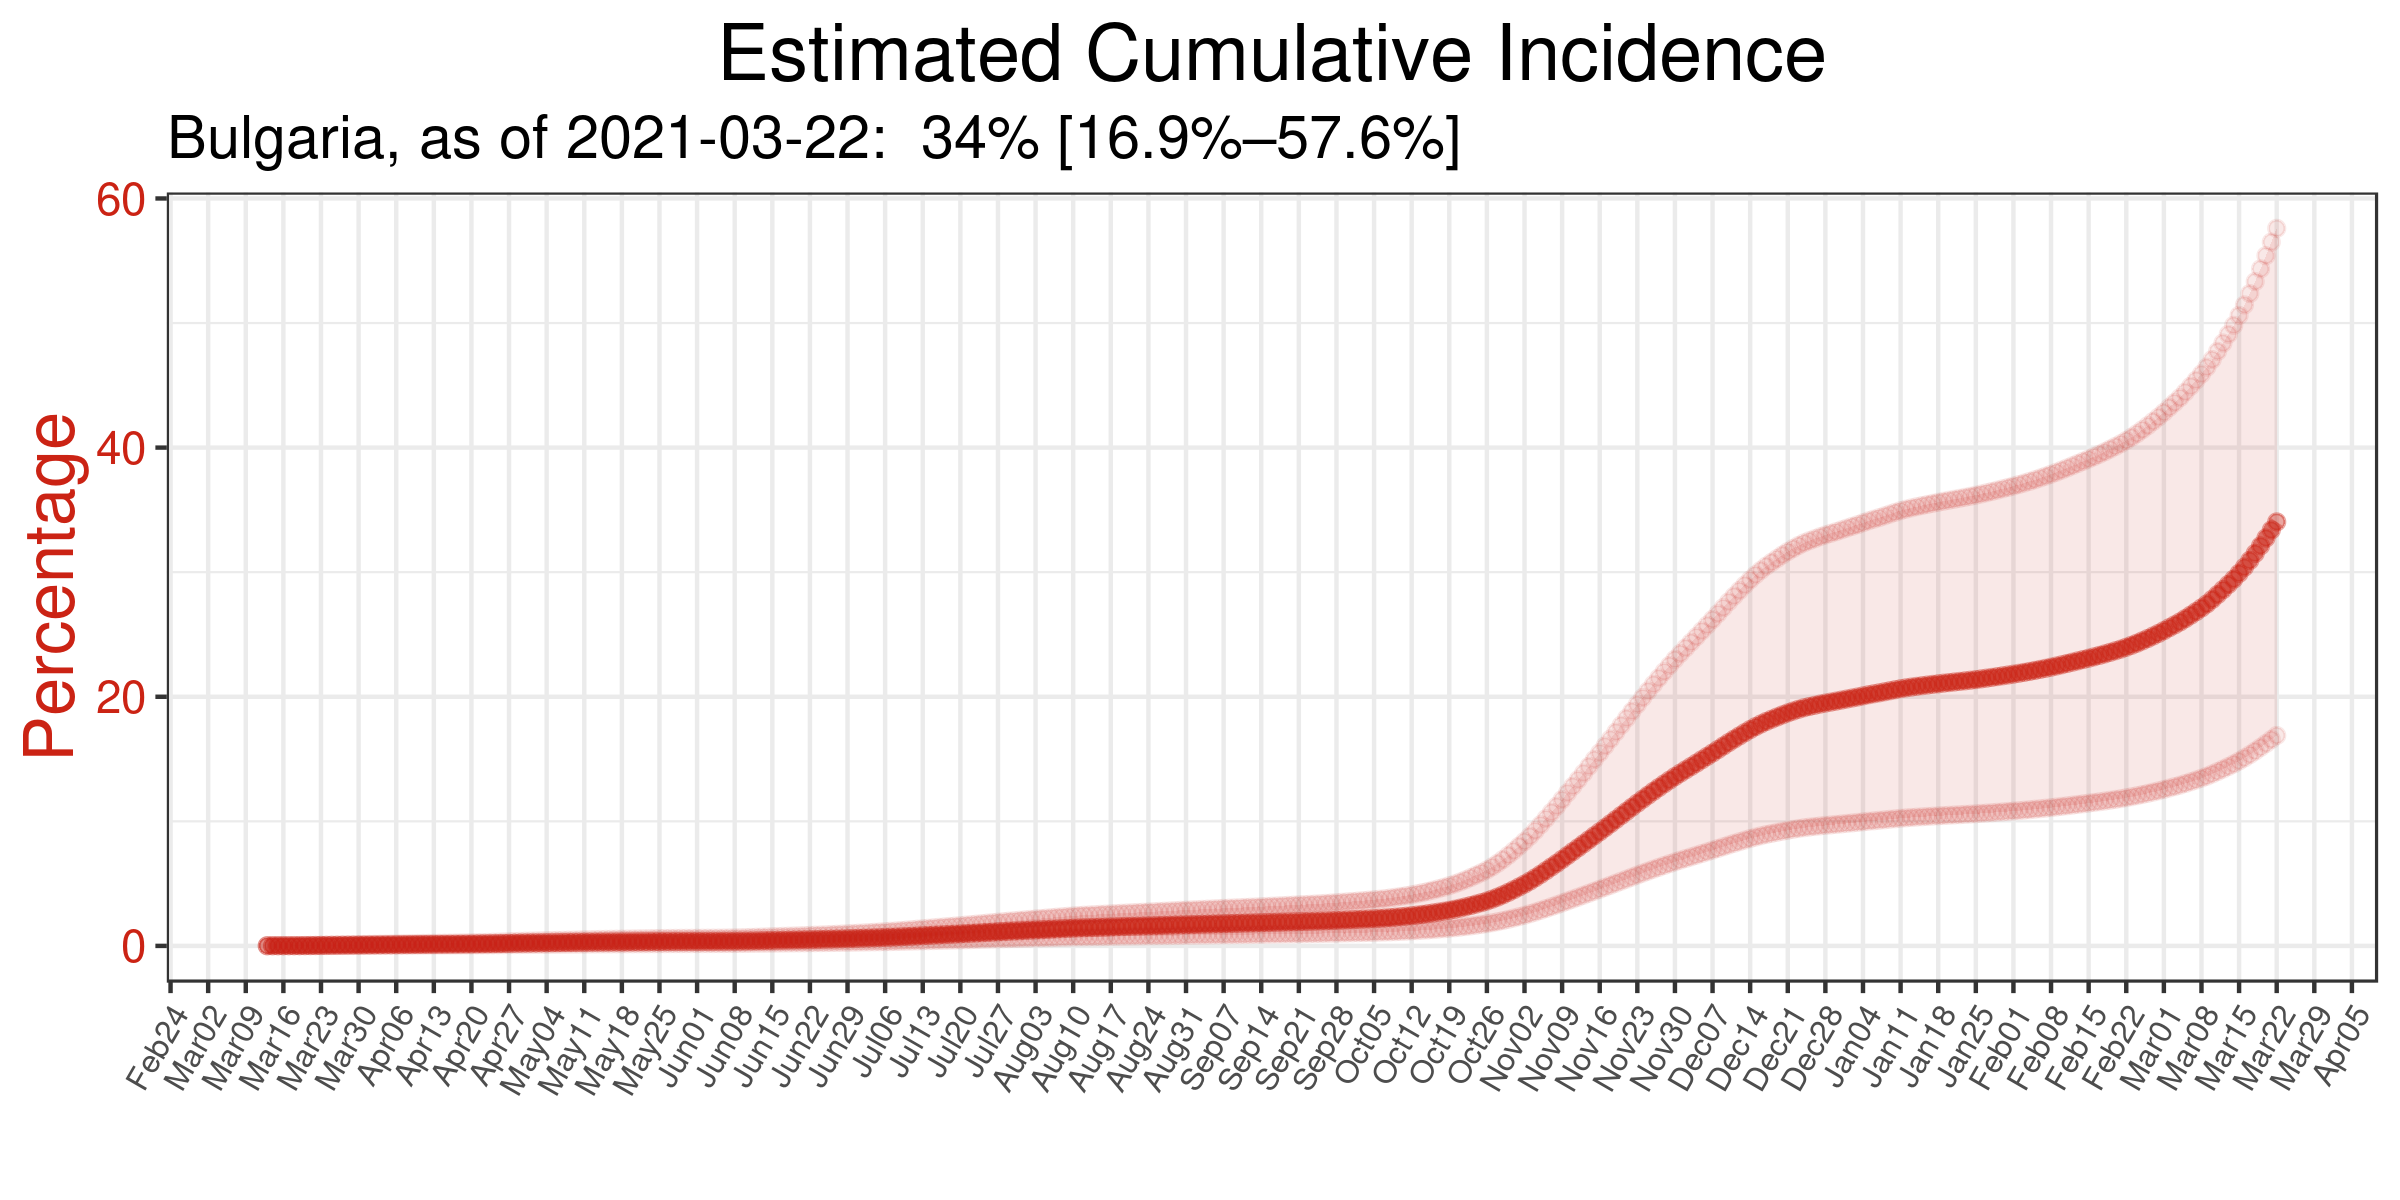 Estimated Cumulative Incidence
Bulgaria, as of 2021-03-22:  34% [16.9%–57.6%]
Percentage
60
40
20
0
Feb24
Mar02
Mar09
Mar16
Mar23
Mar30
Apr06
Apr13
Apr20
Apr27
May04
May11
May18
May25
Jun01
Jun08
Jun15
Jun22
Jun29
Jul06
Jul13
Jul20
Jul27
Aug03
Aug10
Aug17
Aug24
Aug31
Sep07
Sep14
Sep21
Sep28
Oct05
Oct12
Oct19
Oct26
Nov02
Nov09
Nov16
Nov23
Nov30
Dec07
Dec14
Dec21
Dec28
Jan04
Jan11
Jan18
Jan25
Feb01
Feb08
Feb15
Feb22
Mar01
Mar08
Mar15
Mar22
Mar29
Apr05